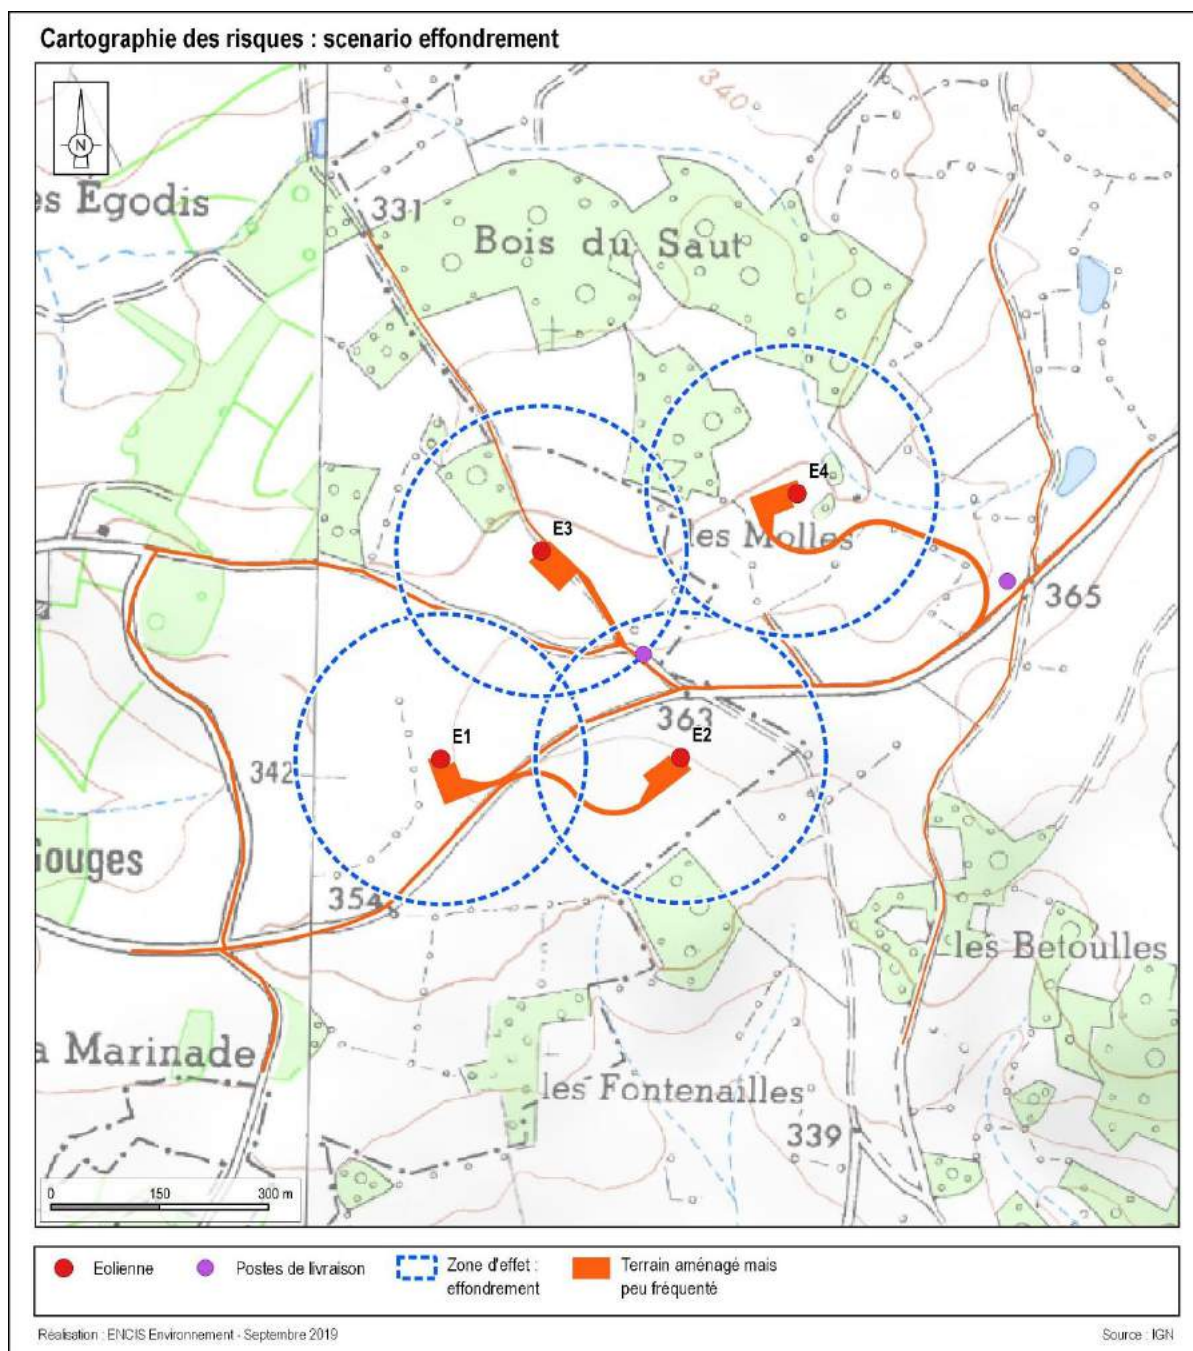 Cartographie des risques : scenario effondrement
N
340
es Égodis
331
Bois du Saut
E4
E3
les Molles
365
363
E1
E2
342
Gouges
354
les Betoulles
a Marinade
les Fontenailles
339
0 150 300 m
Eolienne
Postes de livraison
Zone d'effet :
effondrement
Terrain aménagé mais
peu fréquenté
Réalisation : ENCIS Environnement - Septembre 2019
Source : IGN